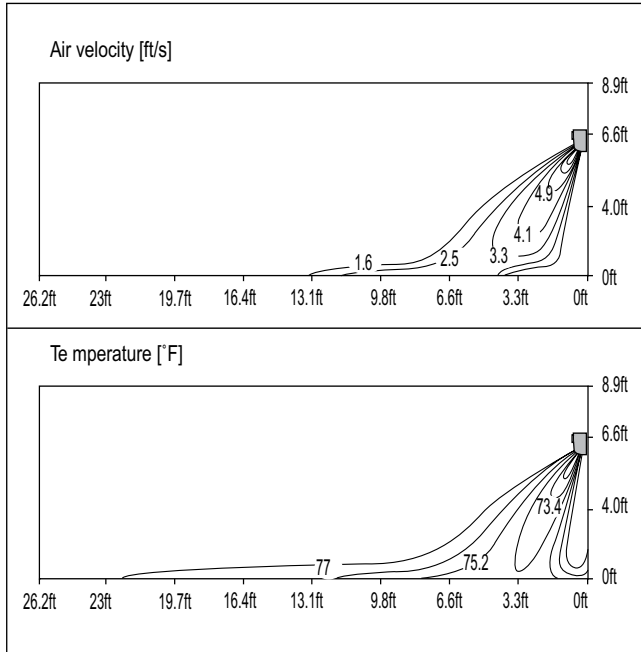 Air velocity [ft/s]
8.9ft
6.6ft
4.9
4.0ft
4.1
3.3
2.5
1.6
0ft
26.2ft 23ft 19.7ft 16.4ft 13.1ft 9.8ft 6.6ft 3.3ft 0ft
Te mperature [˚F]
8.9ft
6.6ft
73.4
4.0ft
75.2
77
0ft
26.2ft 23ft 19.7ft 16.4ft 13.1ft 9.8ft 6.6ft 3.3ft 0ft